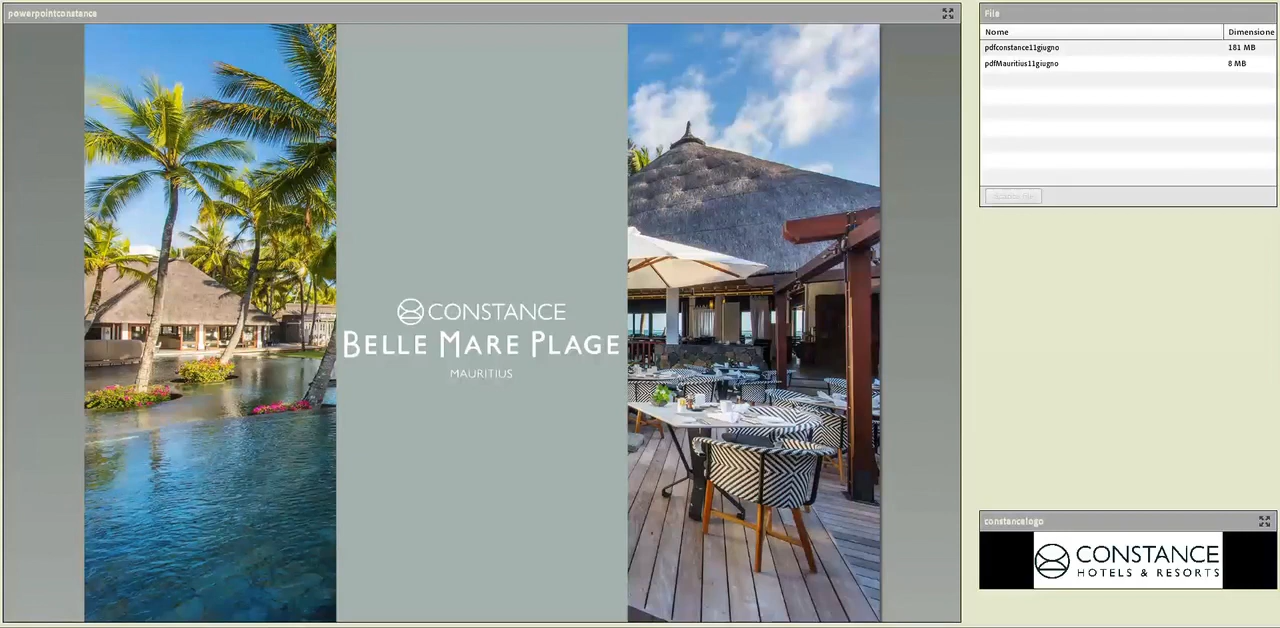 powerpointconstance
CONSTANCE
BELLE MARE PLAGE
MAURITIUS
File
Nome Dimensione
pdfconstance11giugno 181 MB
pdfMauritius11giugno 8 MB
constancelogo
CONSTANCE
HOTELS & RESORTS